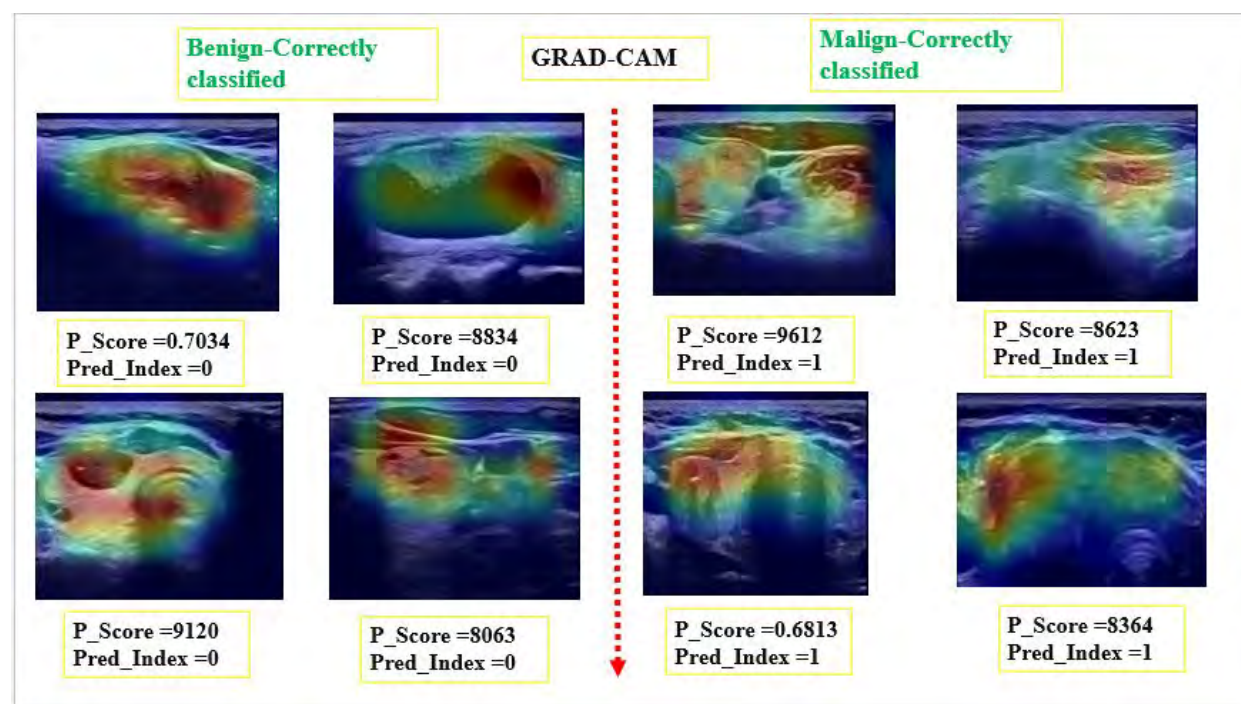 Benign-Correctly
classified
GRAD-CAM
Malign-Correctly
classified
P_Score =0.7034
Pred_Index =0
P_Score =8834
Pred_Index =0
P_Score =9612
Pred_Index =1
P_Score =8623
Pred_Index =1
P_Score =9120
Pred_Index =0
P_Score =8063
Pred_Index =0
P_Score =0.6813
Pred_Index =1
P_Score =8364
Pred_Index =1